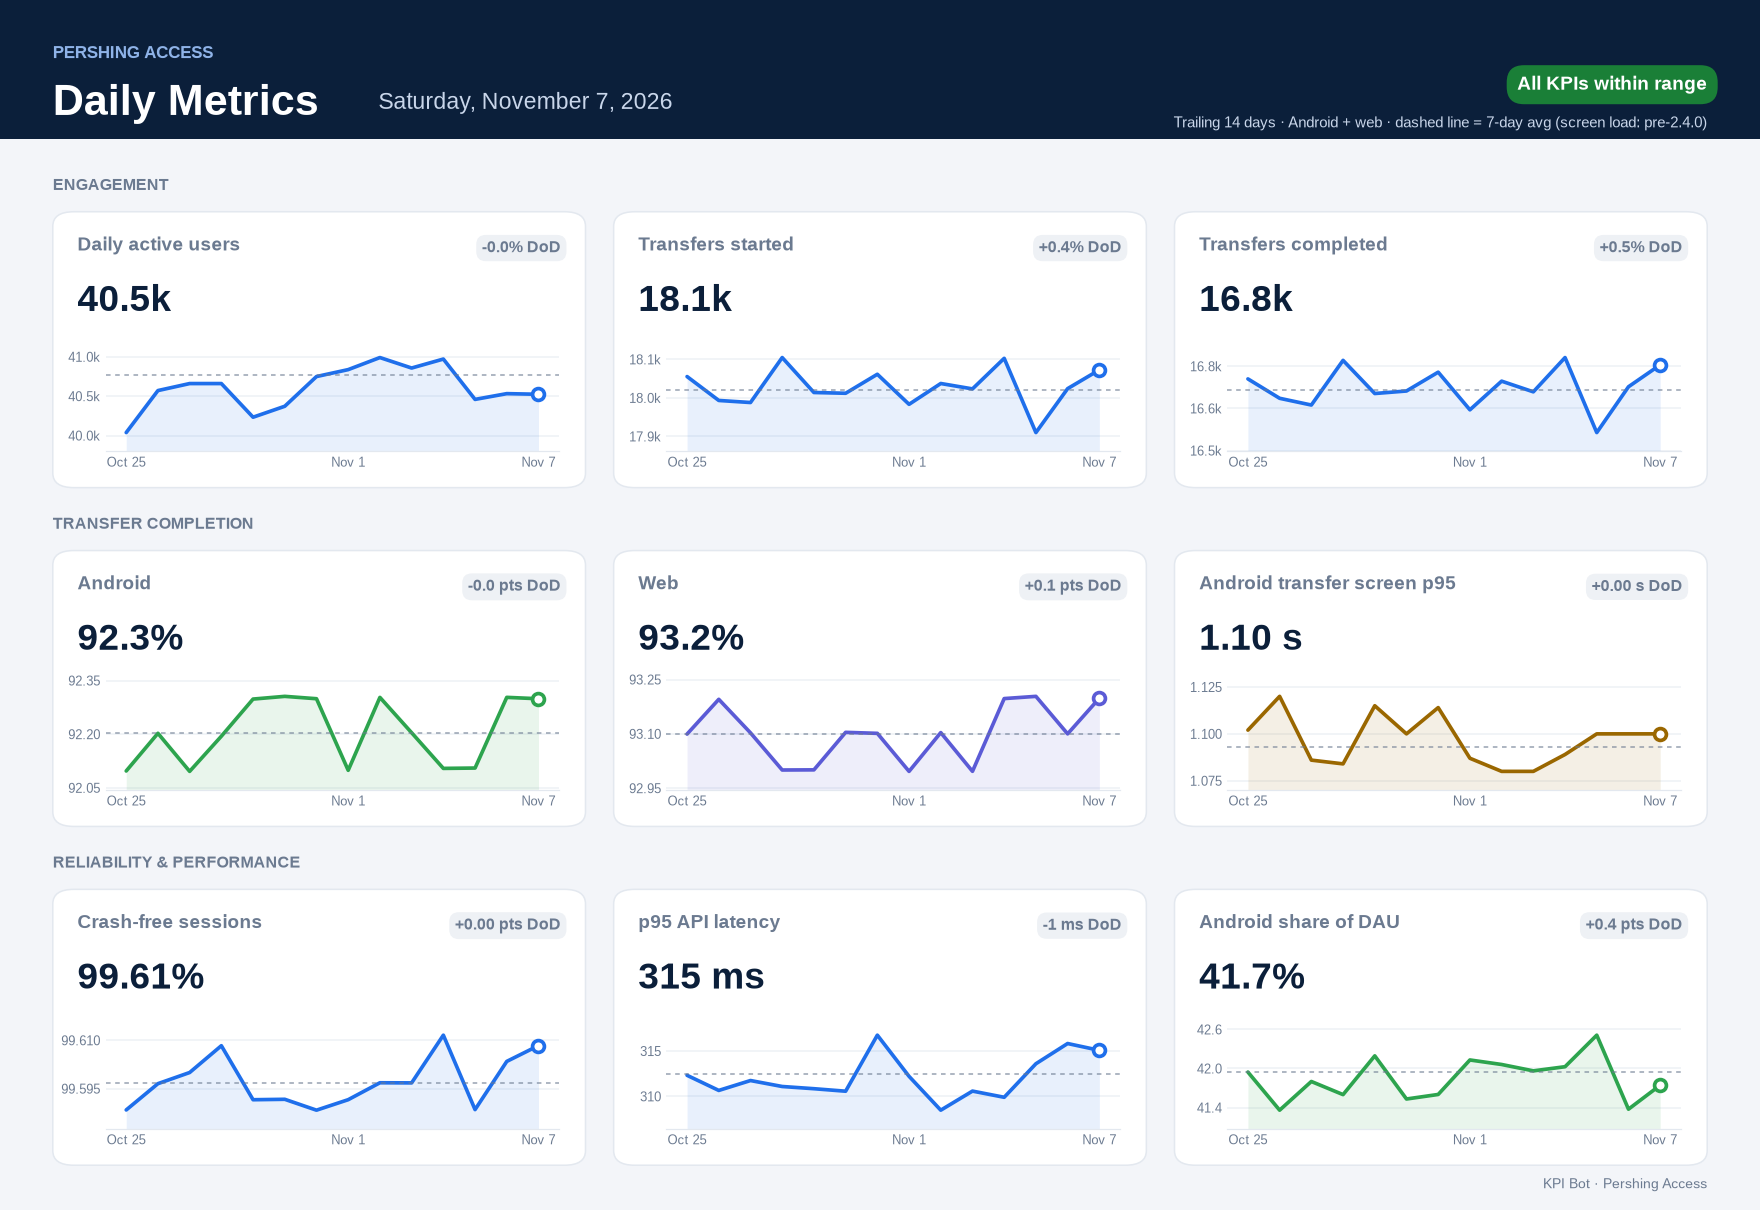 PERSHING ACCESS
Daily Metrics
Saturday, November 7, 2026
All KPIs within range
Trailing 14 days · Android + web · dashed line = 7-day avg (screen load: pre-2.4.0)
ENGAGEMENT
Daily active users
-0.0% DoD
40.5k
41.0k
40.5k
40.0k
Oct 25
Nov 1
Nov 7
Transfers started
+0.4% DoD
18.1k
18.1k
18.0k
17.9k
Oct 25
Nov 1
Nov 7
Transfers completed
+0.5% DoD
16.8k
16.8k
16.6k
16.5k
Oct 25
Nov 1
Nov 7
TRANSFER COMPLETION
Android
-0.0 pts DoD
92.3%
92.35
92.20
92.05
Oct 25
Nov 1
Nov 7
Web
+0.1 pts DoD
93.2%
93.25
93.10
92.95
Oct 25
Nov 1
Nov 7
Android transfer screen p95
+0.00 s DoD
1.10 s
1.125
1.100
1.075
Oct 25
Nov 1
Nov 7
RELIABILITY & PERFORMANCE
Crash-free sessions
+0.00 pts DoD
99.61%
99.610
99.595
Oct 25
Nov 1
Nov 7
p95 API latency
-1 ms DoD
315 ms
315
310
Oct 25
Nov 1
Nov 7
Android share of DAU
+0.4 pts DoD
41.7%
42.6
42.0
41.4
Oct 25
Nov 1
Nov 7
KPI Bot · Pershing Access